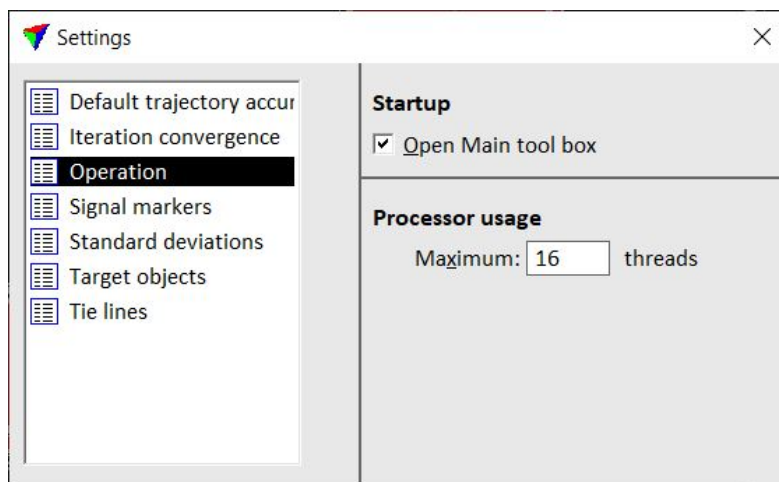 Settings
Default trajectory accur
Iteration convergence
Operation
Signal markers
Standard deviations
Target objects
Tie lines
Startup
Open Main tool box
Processor usage
Maximum: 16 threads